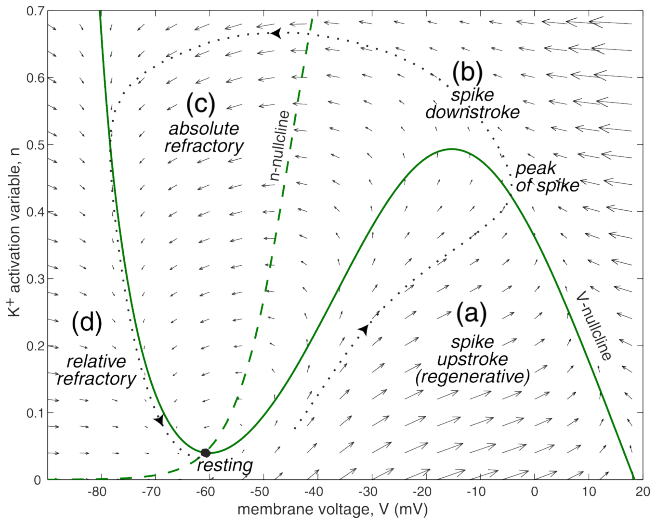 0.7
0.6
0.5
0.4
0.3
0.2
0.1
0
K+ activation variable, n
(a)
spike
upstroke
(regenerative)
(b)
spike
downstroke
(c)
absolute
refractory
(d)
relative
refractory
peak
of spike
n-nullcline
V-nullcline
resting
-80
-70
-60
-50
-40
-30
-20
-10
0
10
20
membrane voltage, V (mV)